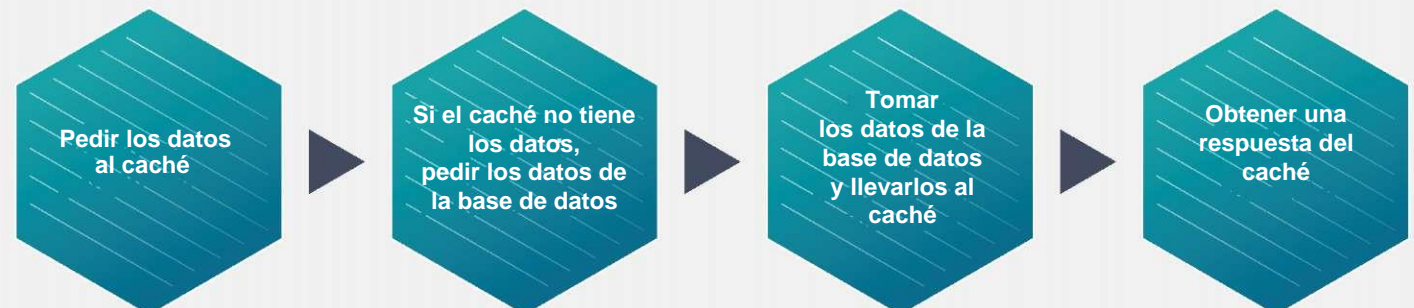 Pedir los datos
al caché
Si el caché no tiene
los datos,
pedir los datos de
la base de datos
Tomar
los datos de la
base de datos
y llevarlos al
caché
Obtener una
respuesta del
caché